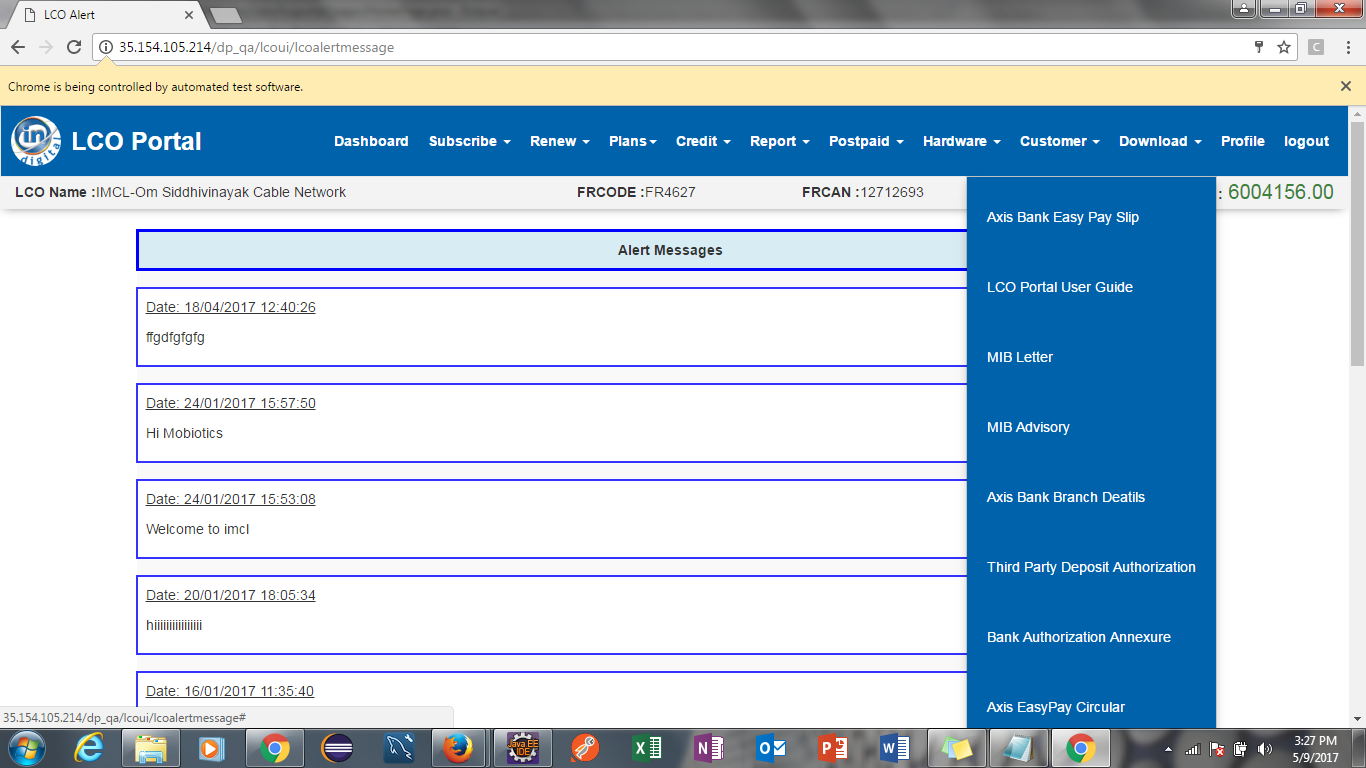 LCO Alert
35.154.105.214/dp_qa/lcoui/lcoalertmessage
C
Chrome is being controlled by automated test software.
in digital
LCO Portal
Dashboard Subscribe Renew Plans Credit Report Postpaid Hardware Customer Download Profile logout
LCO Name :IMCL-Om Siddhivinayak Cable Network FRCODE :FR4627 FRCAN :12712693 : 6004156.00
Alert Messages
Date: 18/04/2017 12:40:26
ffgdfgfgfg
Date: 24/01/2017 15:57:50
Hi Mobiotics
Date: 24/01/2017 15:53:08
Welcome to imcl
Date: 20/01/2017 18:05:34
Date: 16/01/2017 11:35:40
Axis Bank Easy Pay Slip
LCO Portal User Guide
MIB Letter
MIB Advisory
Axis Bank Branch Deatils
Third Party Deposit Authorization
Bank Authorization Annexure
Axis EasyPay Circular
35.154.105.214/dp_qa/lcoui/lcoalertmessage#
Java EE
IDE
3:27 PM
5/9/2017